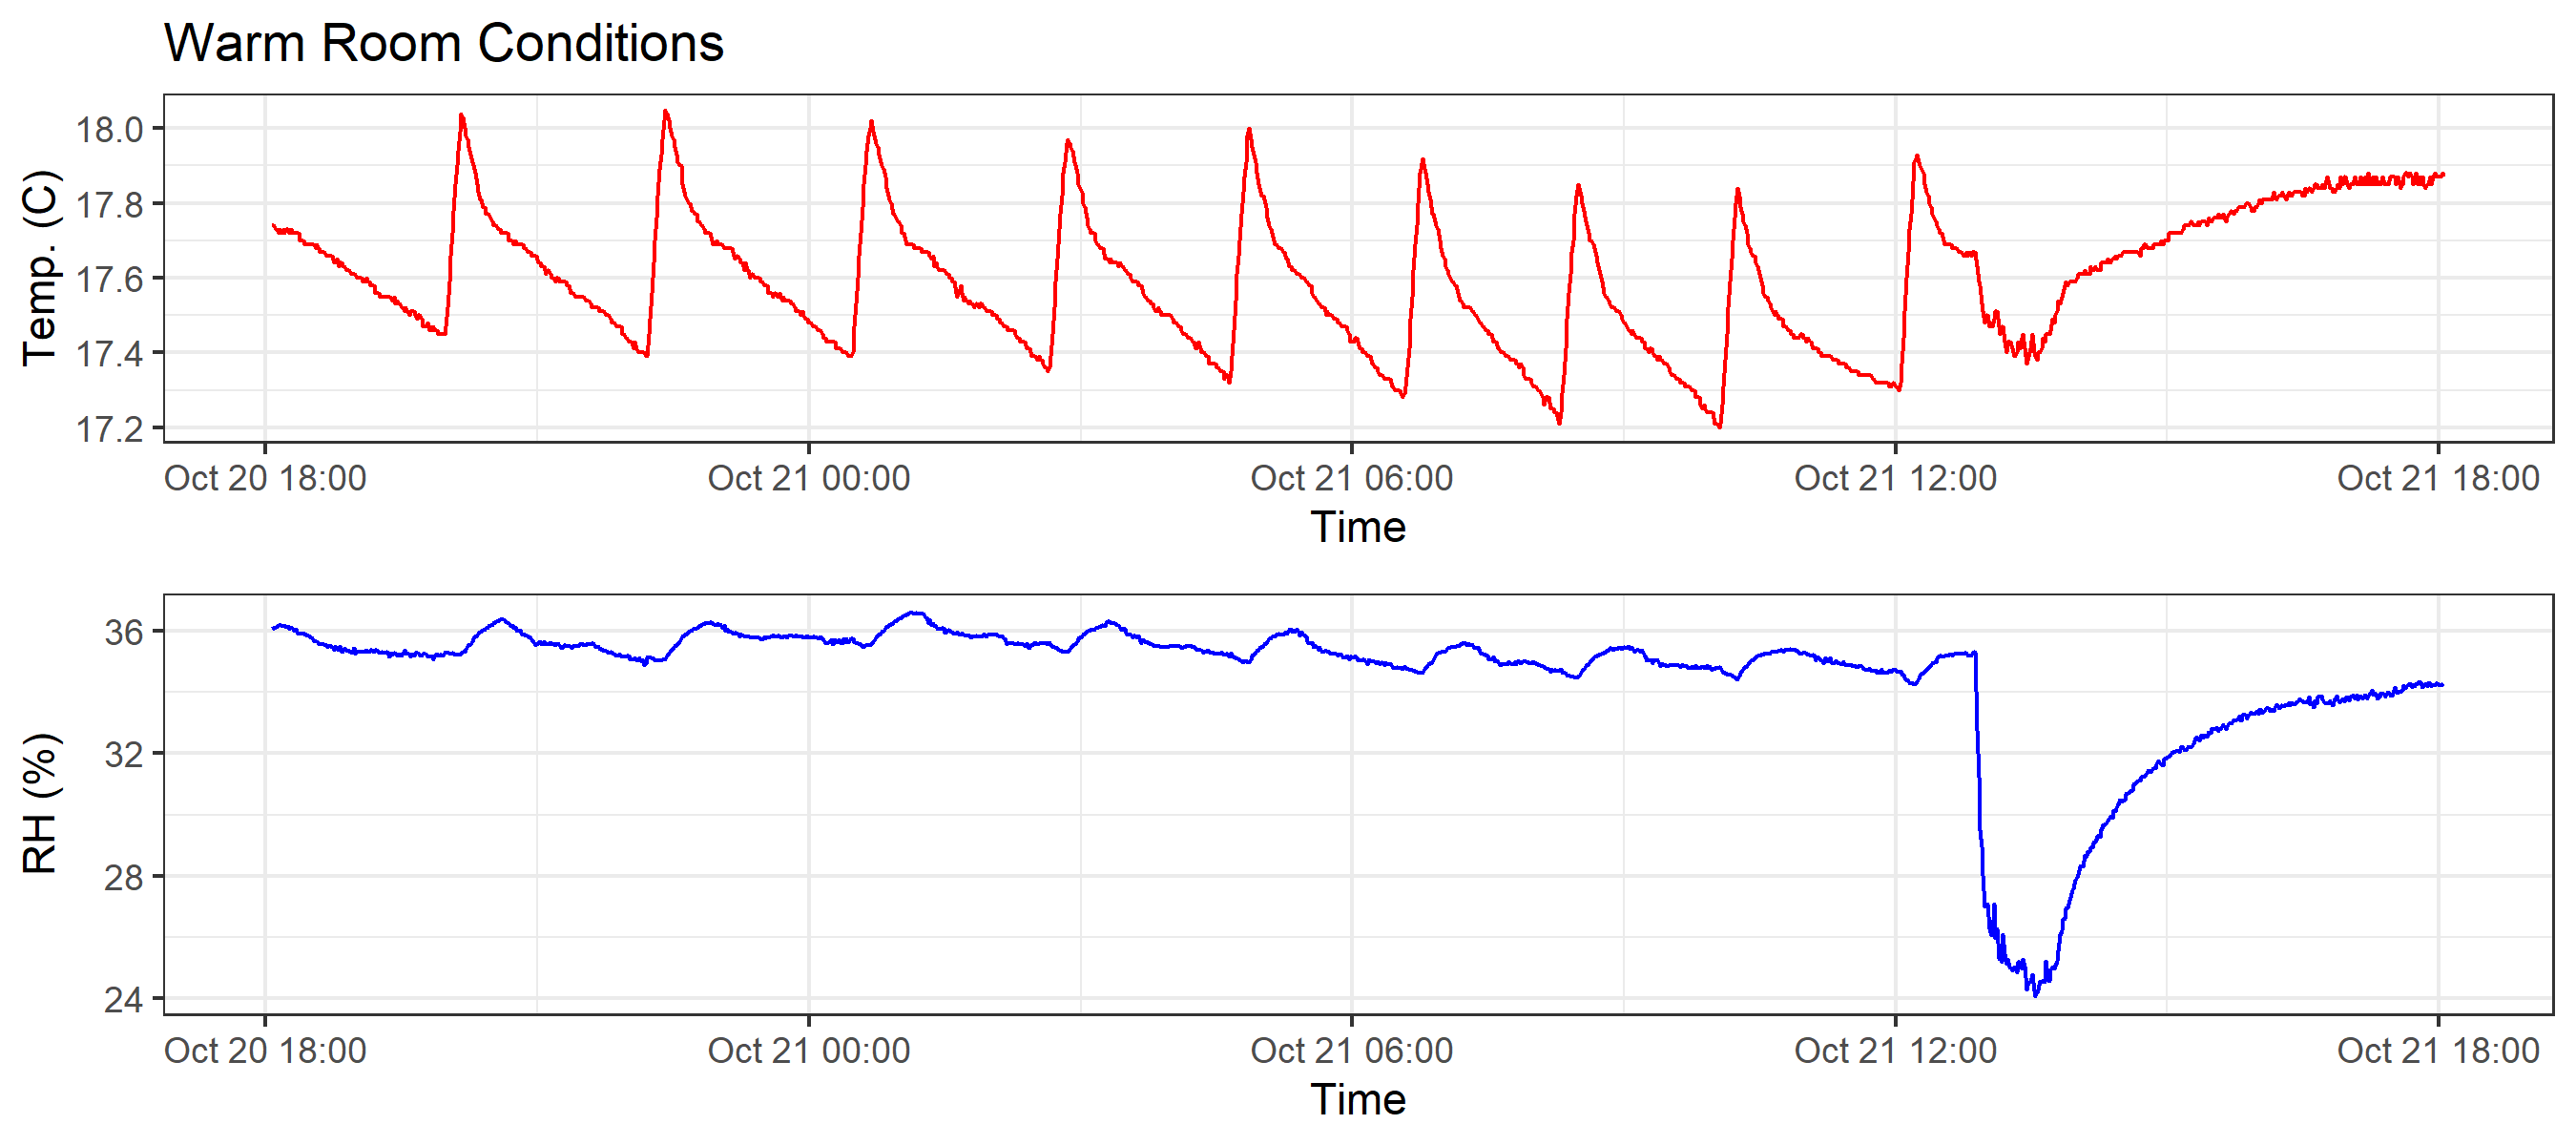 Warm Room Conditions
Temp. (C)
18.0
17.8
17.6
17.4
17.2
Oct 20 18:00 Oct 21 00:00 Oct 21 06:00 Oct 21 12:00 Oct 21 18:00
Time
RH (%)
36
32
28
24
Oct 20 18:00 Oct 21 00:00 Oct 21 06:00 Oct 21 12:00 Oct 21 18:00
Time